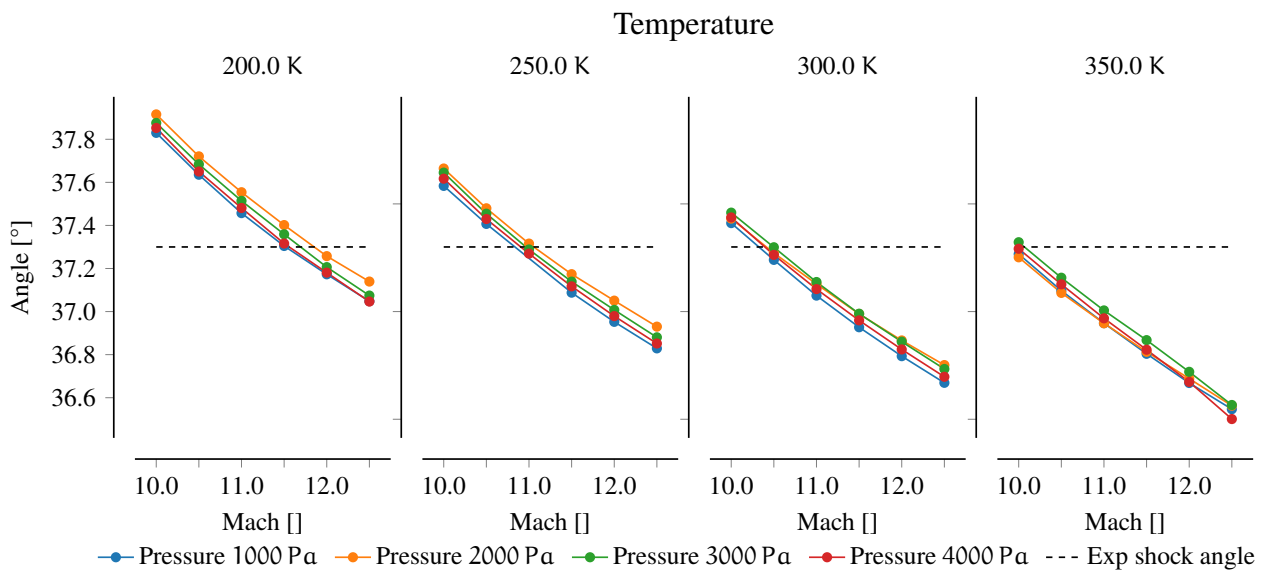 Temperature
200.0 K 250.0 K 300.0 K 350.0 K
37.8
37.6
37.4
37.2
37.0
36.8
36.6
Angle [°]
10.0 11.0 12.0 10.0 11.0 12.0 10.0 11.0 12.0 10.0 11.0 12.0
Mach [] Mach [] Mach [] Mach []
Pressure 1000 Pa Pressure 2000 Pa Pressure 3000 Pa Pressure 4000 Pa Exp shock angle